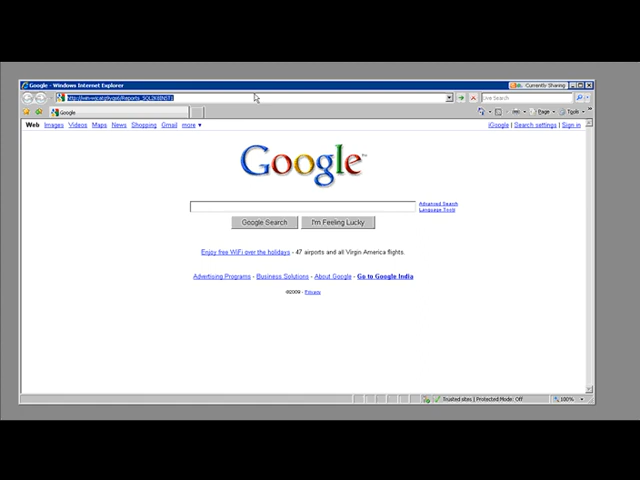 Google - Windows Internet Explorer
Currently Sharing
Live Search
Google
Page
Tools
Web Images Videos Maps News Shopping Gmail more ▼
iGoogle | Search settings | Sign in
Google
Advanced Search
Language Tools
Google Search
I'm Feeling Lucky
Enjoy free WiFi over the holidays - 47 airports and all Virgin America flights.
Advertising Programs - Business Solutions - About Google - Go to Google India
©2009 - Privacy
Trusted sites | Protected Mode: Off
100%